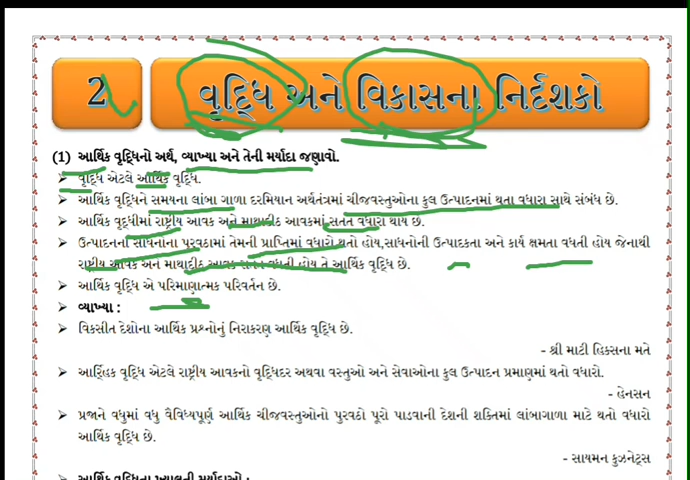 2 વૃદ્ધિ અને વિકાસના નિર્દેશકો
(1) આર્થિક વૃદ્ધિનો અર્થ, વ્યાખ્યા અને તેની મર્યાદા જણાવો.
➤ વૃદ્ધિ એટલે આર્થિક વૃદ્ધિ.
➤ આર્થિક વૃદ્ધિને સમયના લાંબા ગાળા દરમિયાન અર્થતંત્રમાં ચીજવસ્તુઓના કુલ ઉત્પાદનમાં થતા વધારા સાથે સંબંધ છે.
➤ આર્થિક વૃદ્ધીમાં રાષ્ટ્રીય આવક અને માથાદીક આવકમાં સતત વધારો થાય છે.
➤ ઉત્પાદનના સાધનોના પુરવઠામાં તેમની પ્રાપ્તિમાં વધારો થતો હોય,સાધનોની ઉત્પાદકતા અને કાર્ય ક્ષમતા વધતી હોય જેનાથી
રાષ્ટ્રીય આવક અને માથાદીક આવક સતત વધતી હોય તે આર્થિક વૃદ્ધિ છે.
➤ આર્થિક વૃદ્ધિ એ પરિમાણાત્મક પરિવર્તન છે.
➤ વ્યાખ્યા :
➤ વિકસીત દેશોના આર્થિક પ્રશ્નોનું નિરાકરણ આર્થિક વૃદ્ધિ છે.
- શ્રી માટી હિકસના મતે
➤ આર્હિક વૃદ્ધિ એટલે રાષ્ટ્રીય આવકનો વૃદ્ધિદર અથવા વસ્તુઓ અને સેવાઓના કુલ ઉત્પાદન પ્રમાણમાં થતો વધારો.
- હેનસન
➤ પ્રજાને વધુમાં વધુ વૈવિધ્યપૂર્ણ આર્થિક ચીજવસ્તુઓનો પુરવઠો પૂરો પાડવાની દેશની શક્તિમાં લાંબાગાળા માટે થતો વધારો
આર્થિક વૃદ્ધિ છે.
- સાયમન કુઝનેટ્સ
➤ આર્થિક વૃદ્ધિના ખ્યાલની મર્યાદાઓ :